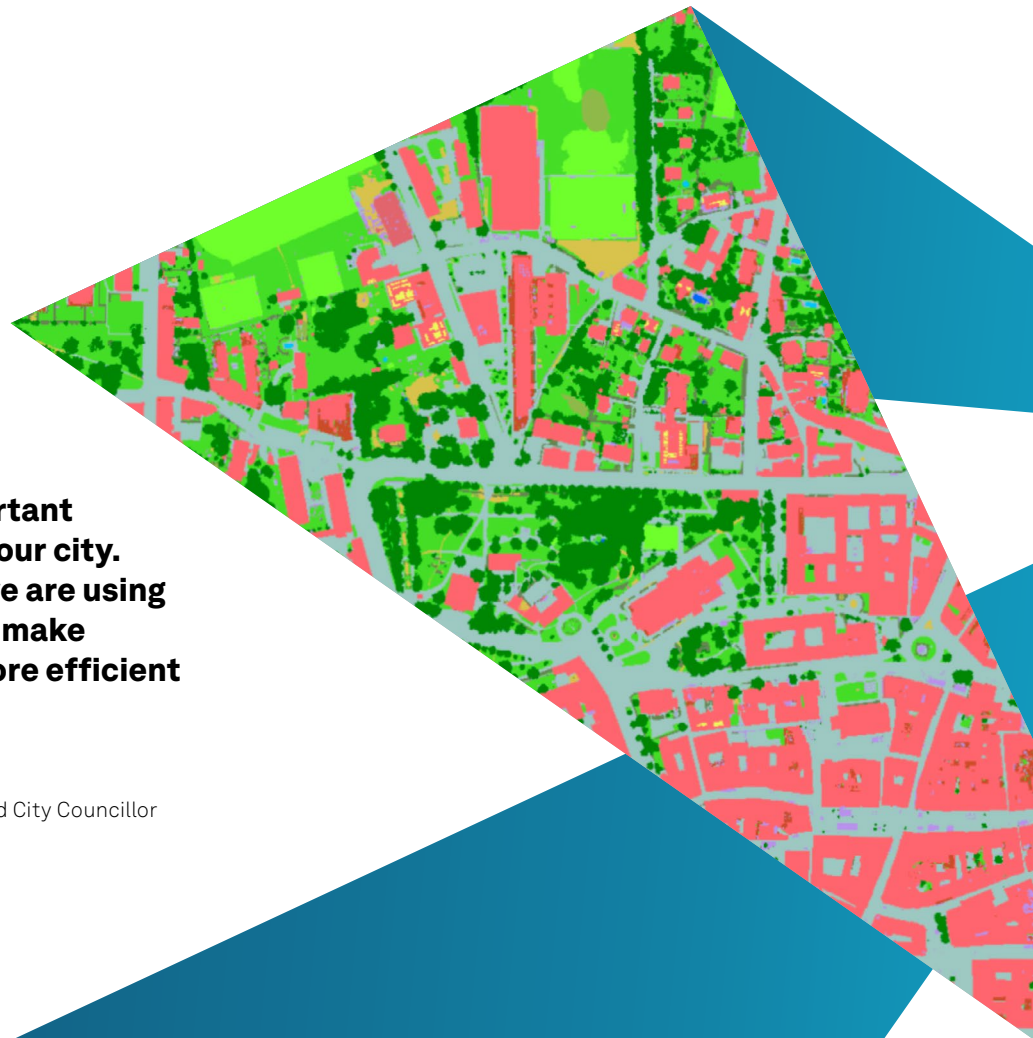 rtant
our city.
e are using
make
ore efficient
d City Councillor